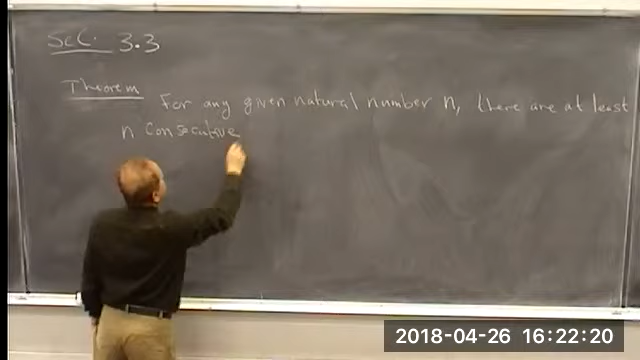 Sec. 3.3
Theorem For any given natural number n, there are at least
n consecutive
2018-04-26 16:22:20